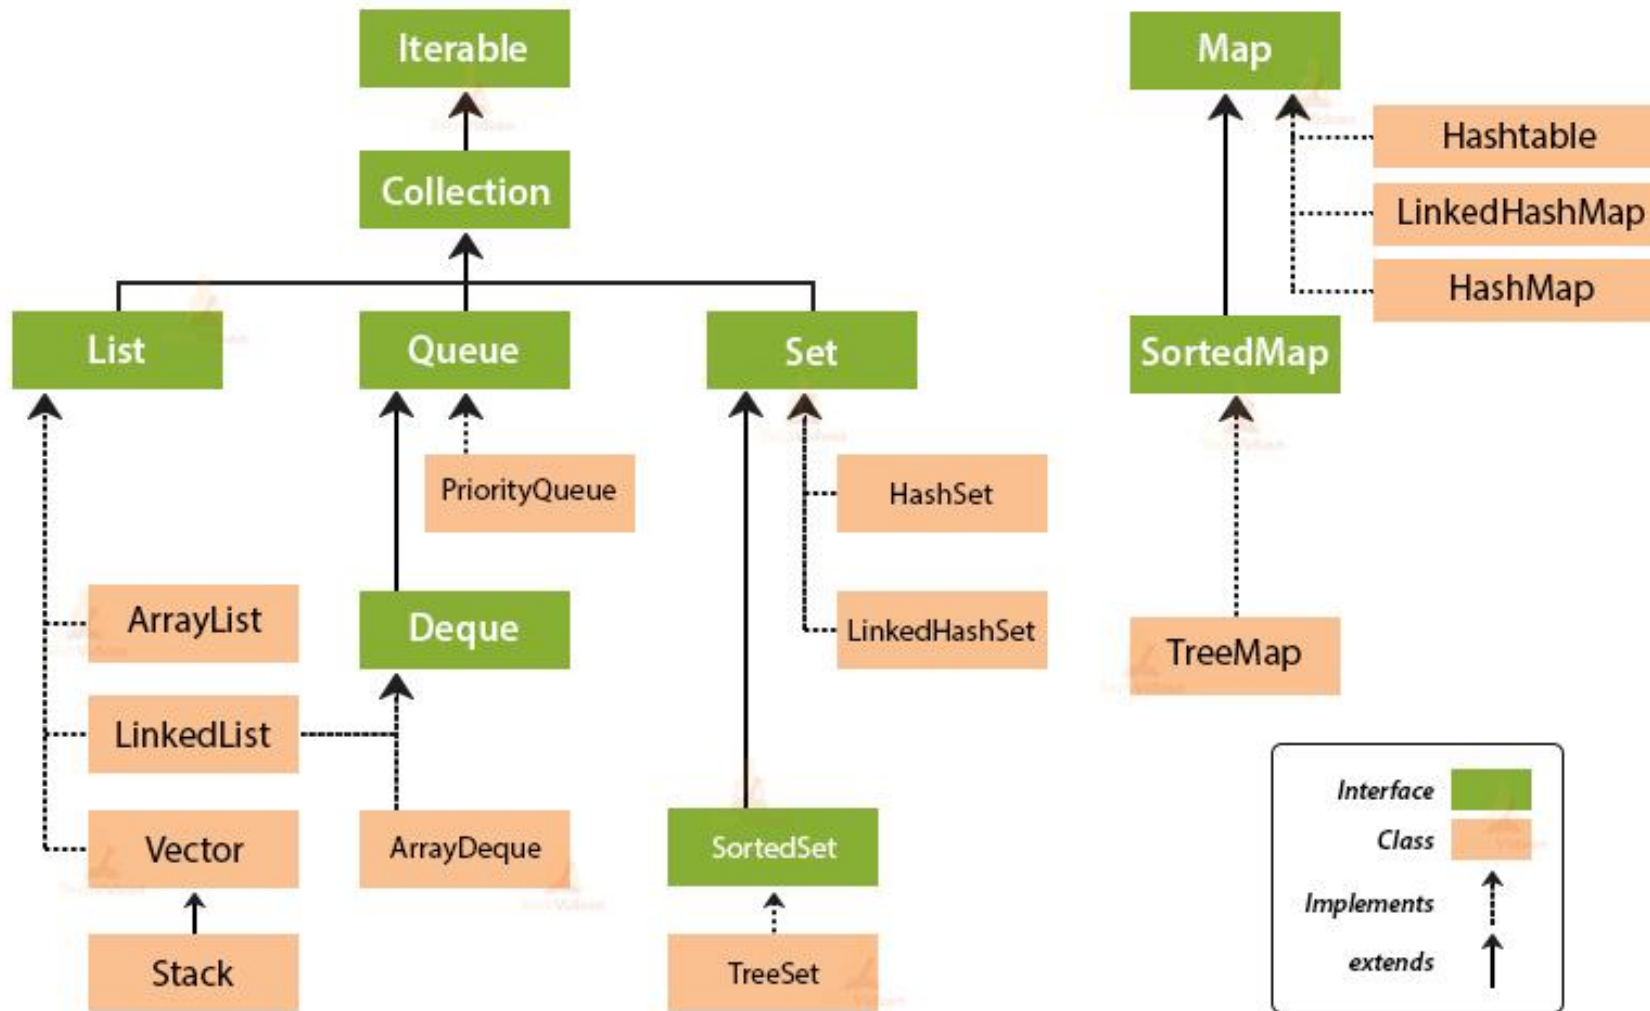 Iterable
Map
Hashtable
Collection
LinkedHashMap
HashMap
List
Queue
Set
SortedMap
PriorityQueue
HashSet
ArrayList
Deque
LinkedHashSet
TreeMap
LinkedList
Interface
Class
Vector
ArrayDeque
SortedSet
Implements
extends
Stack
TreeSet